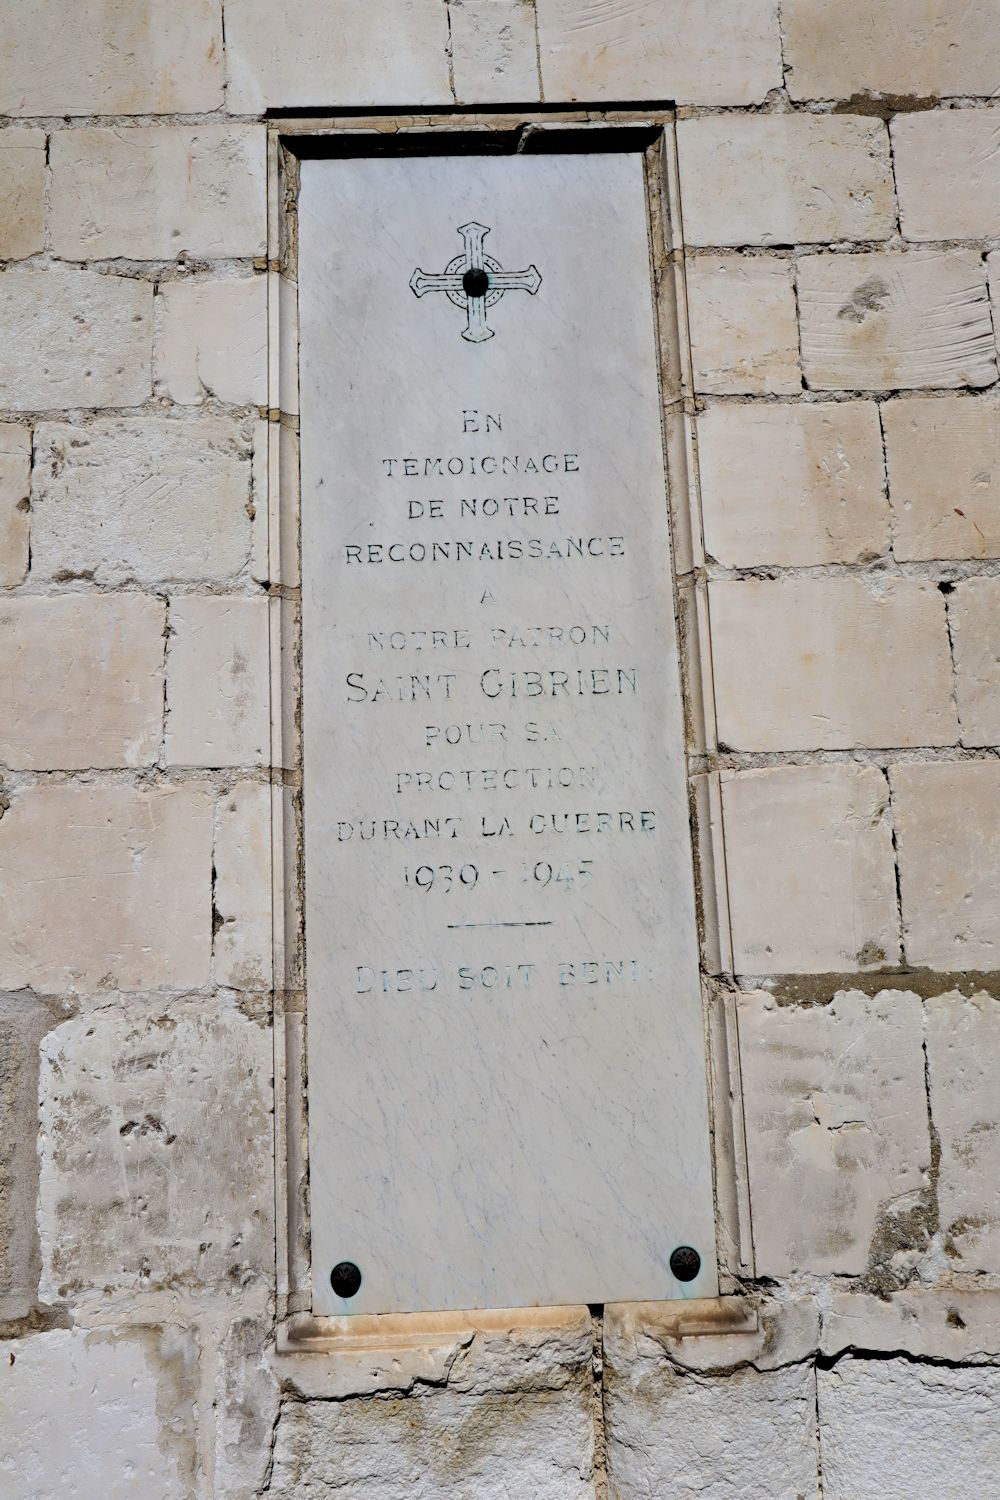 EN
TEMOIGNAGE
DE NOTRE
RECONNAISSANCE
A
NOTRE PATRON
SAINT GIBRIEN
POUR SA
PROTECTION
DURANT LA GUERRE
1939 - 1945
DIEU SOIT BENI